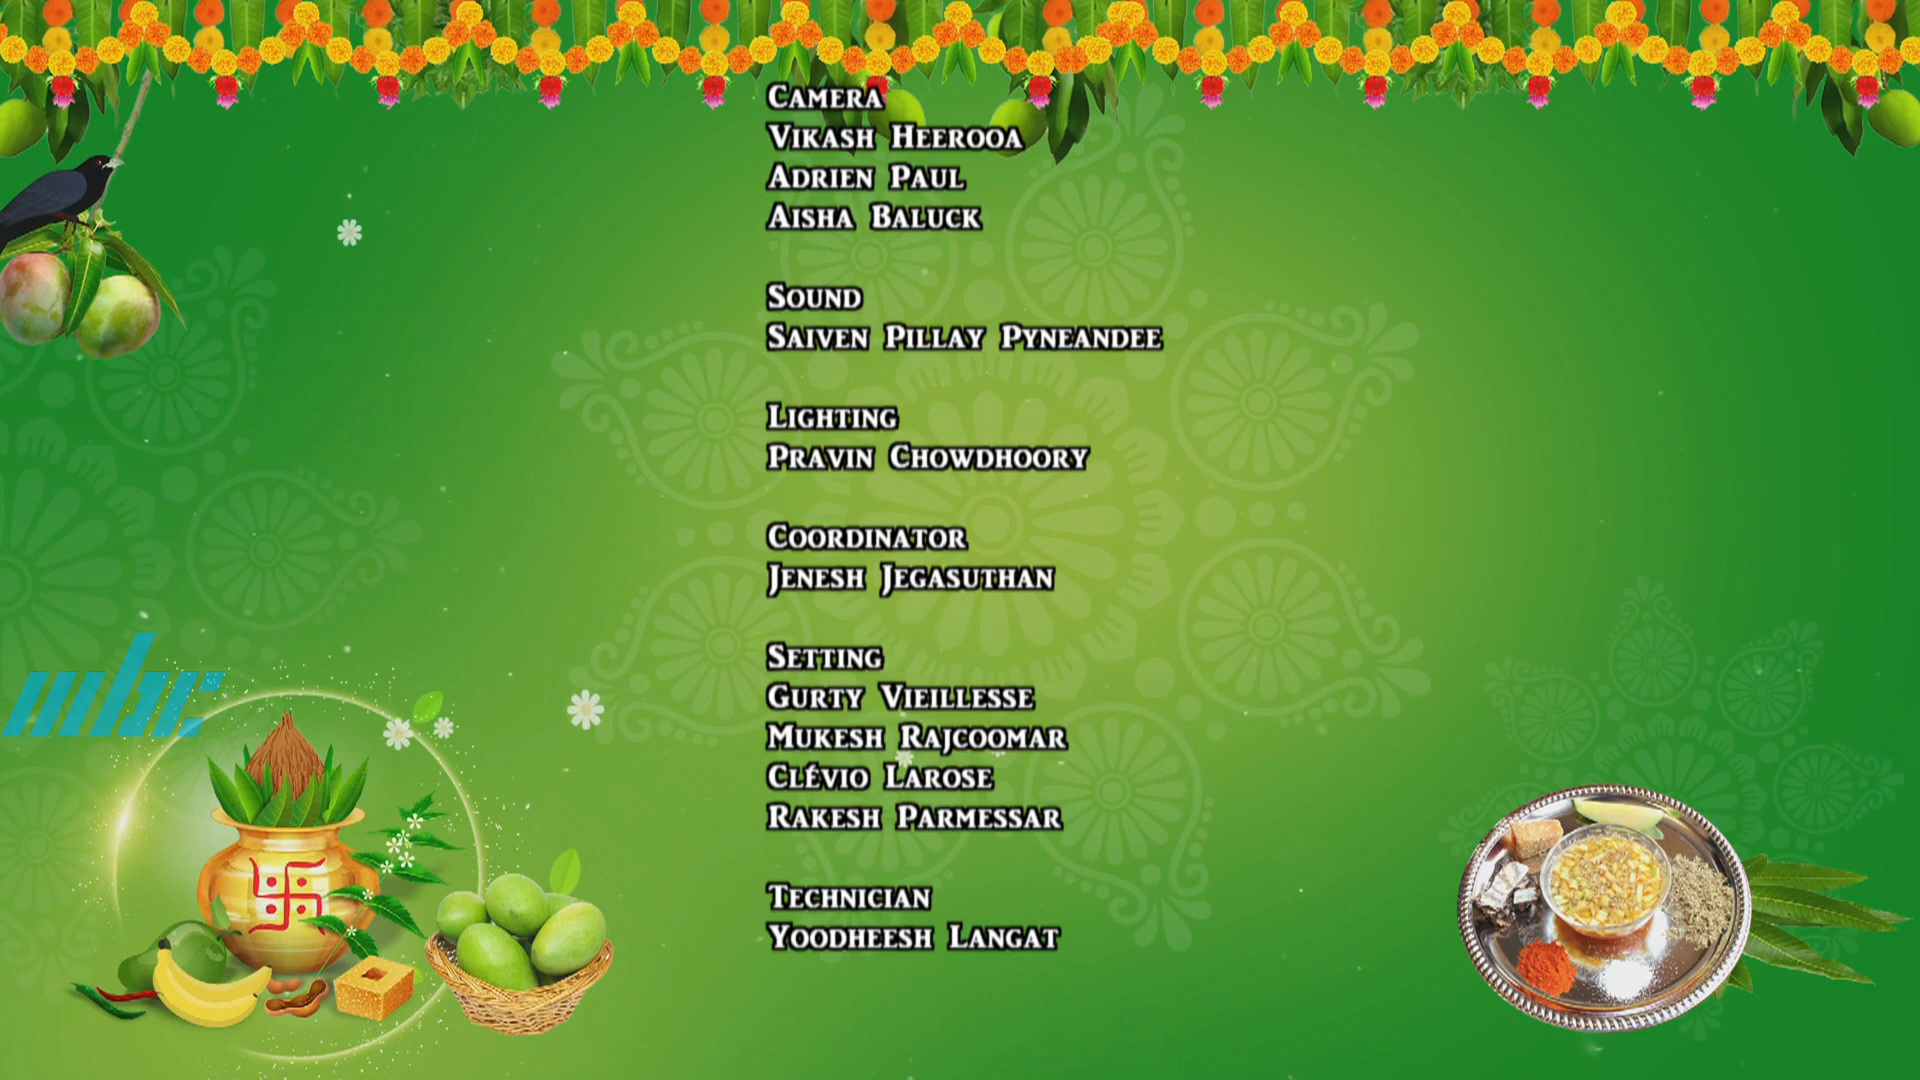 Camera
Vikash Heerooa
Adrien Paul
Aisha Baluck
Sound
Saiven Pillay Pyneandee
Lighting
Pravin Chowdhoory
Coordinator
Jenesh Jegasuthan
Setting
Gurty Vieillesse
Mukesh Rajcoomar
Clévio Larose
Rakesh Parmessar
Technician
Yoodheesh Langat
mbc